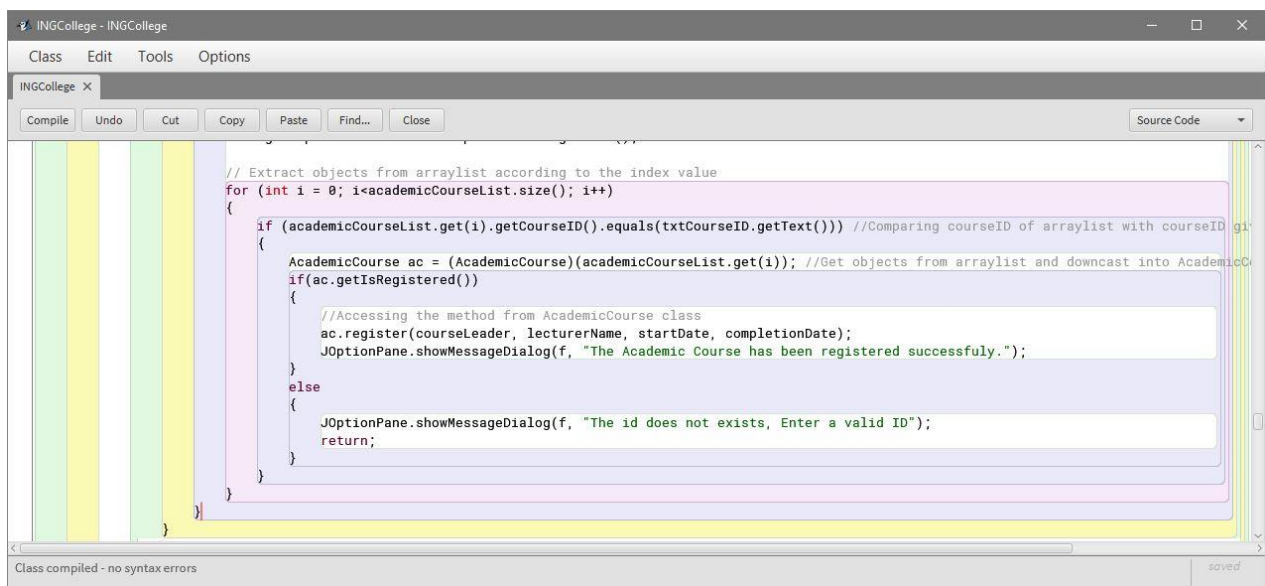 INGCollege - INGCollege
Class Edit Tools Options
INGCollege X
Compile Undo Cut Copy Paste Find... Close Source Code
// Extract objects from arraylist according to the index value
for (int i = 0; i<academicCourseList.size(); i++)
{
if (academicCourseList.get(i).getCourseID().equals(txtCourseID.getText())) //Comparing courseID of arraylist with courseID
{
AcademicCourse ac = (AcademicCourse)(academicCourseList.get(i)); //Get objects from arraylist and downcast into
if(ac.getIsRegistered())
{
//Accessing the method from AcademicCourse class
ac.register(courseLeader, lecturerName, startDate, completionDate);
JOptionPane.showMessageDialog(f, "The Academic Course has been registered successfuly.");
}
else
{
JOptionPane.showMessageDialog(f, "The id does not exists, Enter a valid ID");
return;
}
}
}
}
}
Class compiled - no syntax errors saved